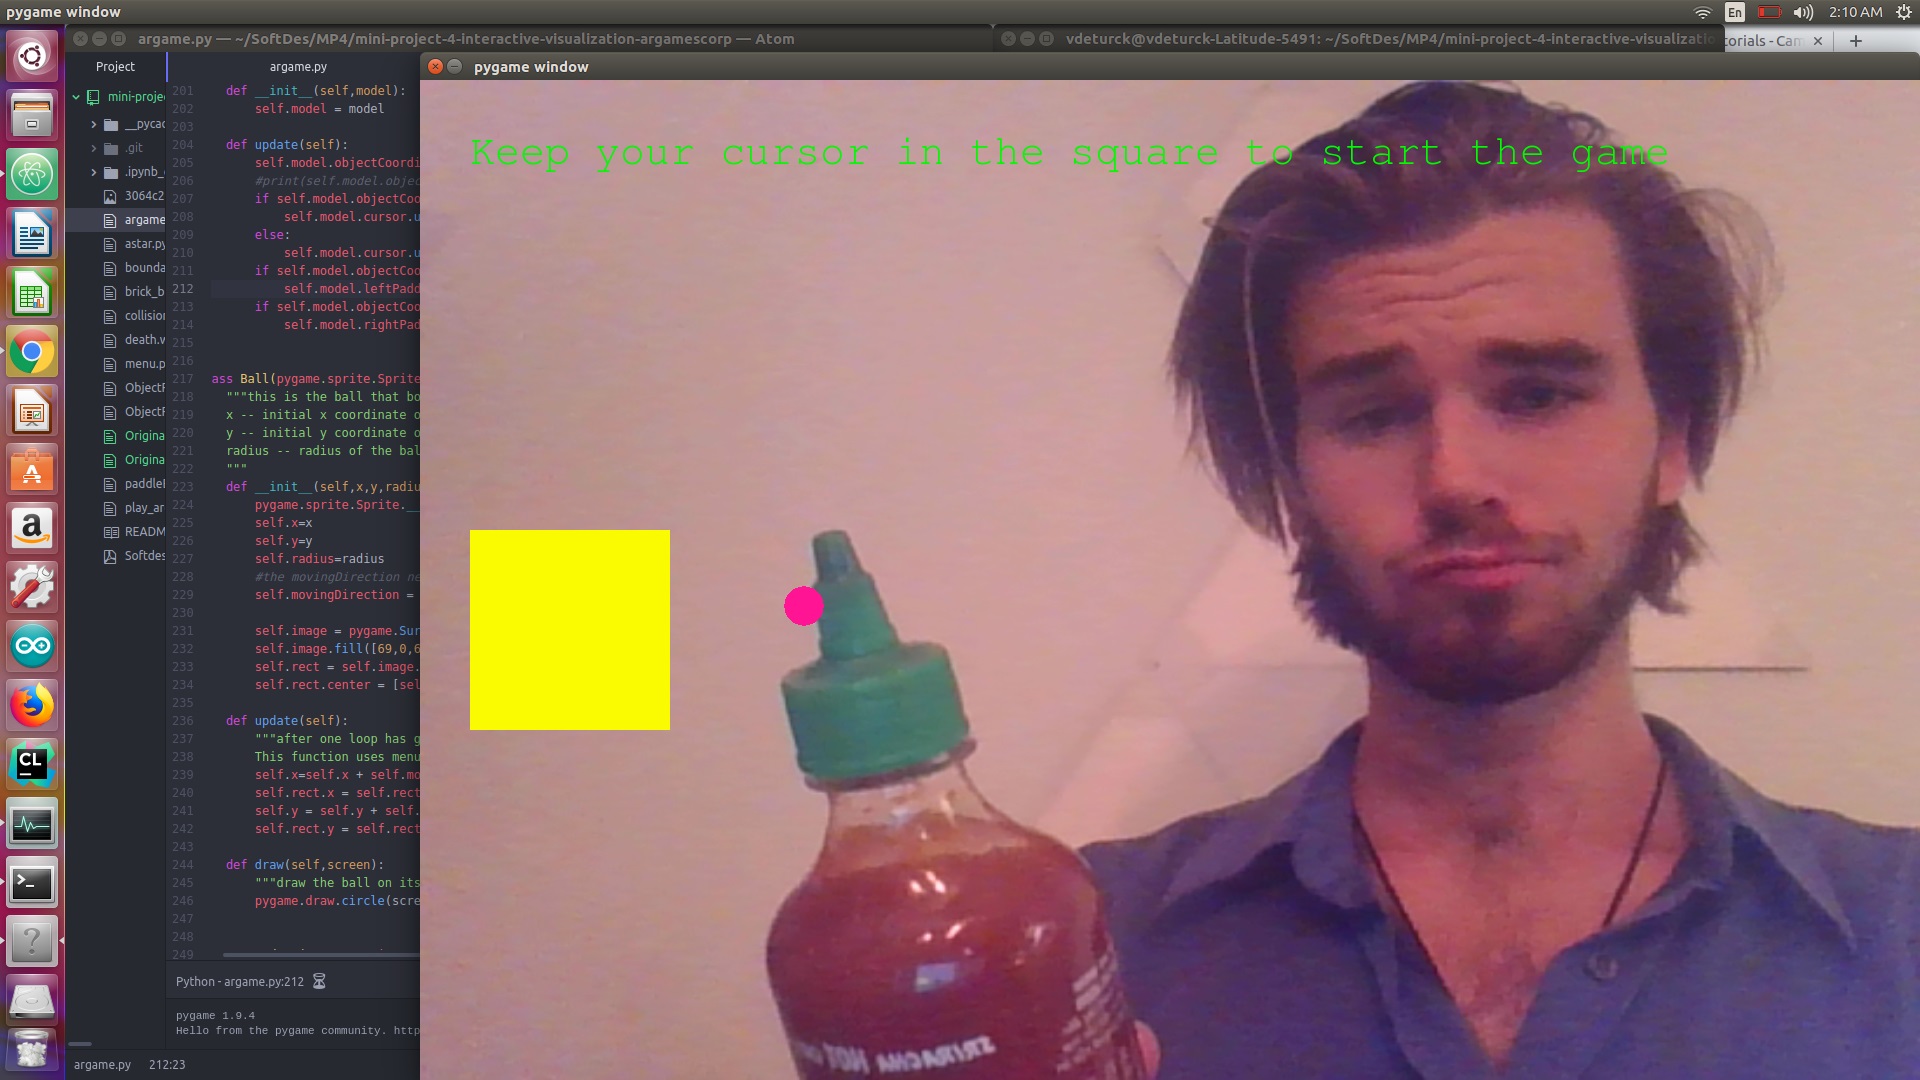 pygame window
En
2:10 AM
argame.py — ~/SoftDes/MP4/mini-project-4-interactive-visualization-argamescorp — Atom
vdeturck@vdeturck-Latitude-5491: ~/SoftDes/MP4/mini-project-4-interactive-visualizatio
torials - Cam
Project
argame.py
pygame window
mini-projec
__pycac
.git
.ipynb_
3064c2
argame
astar.py
bounda
brick_b
collision
death.w
menu.p
ObjectF
ObjectF
Origina
Origina
paddle
play_ar
READM
Softdes
201 def __init__(self,model):
202 self.model = model
203
204 def update(self):
205 self.model.objectCoordi
206 #print(self.model.objec
207 if self.model.objectCoo
208 self.model.cursor.u
209 else:
210 self.model.cursor.u
211 if self.model.objectCoo
212 self.model.leftPadd
213 if self.model.objectCoo
214 self.model.rightPad
215
216
217 ass Ball(pygame.sprite.Sprite
218 """this is the ball that bo
219 x -- initial x coordinate o
220 y -- initial y coordinate o
221 radius -- radius of the bal
222 """
223 def __init__(self,x,y,radiu
224 pygame.sprite.Sprite.__
225 self.x=x
226 self.y=y
227 self.radius=radius
228 #the movingDirection ne
229 self.movingDirection =
230
231 self.image = pygame.Sur
232 self.image.fill([69,0,6
233 self.rect = self.image.
234 self.rect.center = [sel
235
236 def update(self):
237 """after one loop has g
238 This function uses menu
239 self.x=self.x + self.mo
240 self.rect.x = self.rect
241 self.y = self.y + self.
242 self.rect.y = self.rect
243
244 def draw(self,screen):
245 """draw the ball on its
246 pygame.draw.circle(scre
247
248
249
Python - argame.py:212
pygame 1.9.4
Hello from the pygame community. http
argame.py 212:23
Keep your cursor in the square to start the game
CL
SRIRACHA HOT